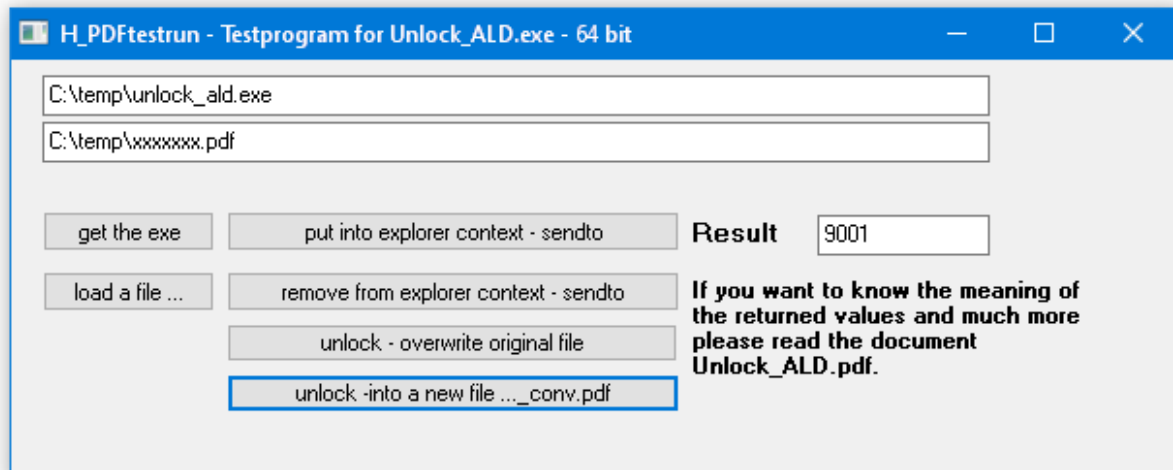 H_PDFtestrun - Testprogram for Unlock_ALD.exe - 64 bit
C:\temp\unlock_ald.exe
C:\temp\xxxxxxx.pdf
get the exe
put into explorer context - sendto
Result
9001
load a file ...
remove from explorer context - sendto
If you want to know the meaning of
the returned values and much more
please read the document
Unlock_ALD.pdf.
unlock - overwrite original file
unlock -into a new file ..._conv.pdf